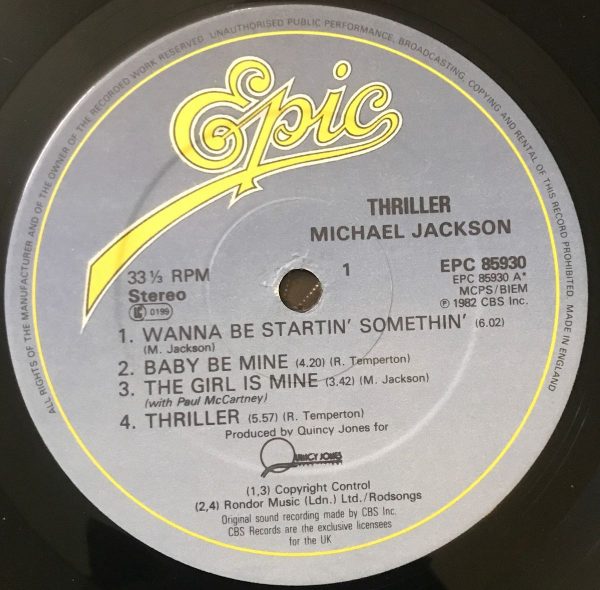 ALL RIGHTS OF THE MANUFACTURER AND OF THE OWNER OF THE RECORDED WORK RESERVED. UNAUTHORISED PUBLIC PERFORMANCE, BROADCASTING, COPYING AND RENTAL OF THIS RECORD PROHIBITED. MADE IN ENGLAND
Epic
THRILLER
MICHAEL JACKSON
33 1/3 RPM
Stereo
LC 0199
1
EPC 85930
EPC 85930 A*
MCPS/BIEM
℗ 1982 CBS Inc.
1. WANNA BE STARTIN' SOMETHIN' (6.02)
(M. Jackson)
2. BABY BE MINE (4.20) (R. Temperton)
3. THE GIRL IS MINE (3.42) (M. Jackson)
(with Paul McCartney)
4. THRILLER (5.57) (R. Temperton)
Produced by Quincy Jones for
QUINCY JONES
(1,3) Copyright Control
(2,4) Rondor Music (Ldn.) Ltd./Rodsongs
Original sound recording made by CBS Inc.
CBS Records are the exclusive licensees
for the UK